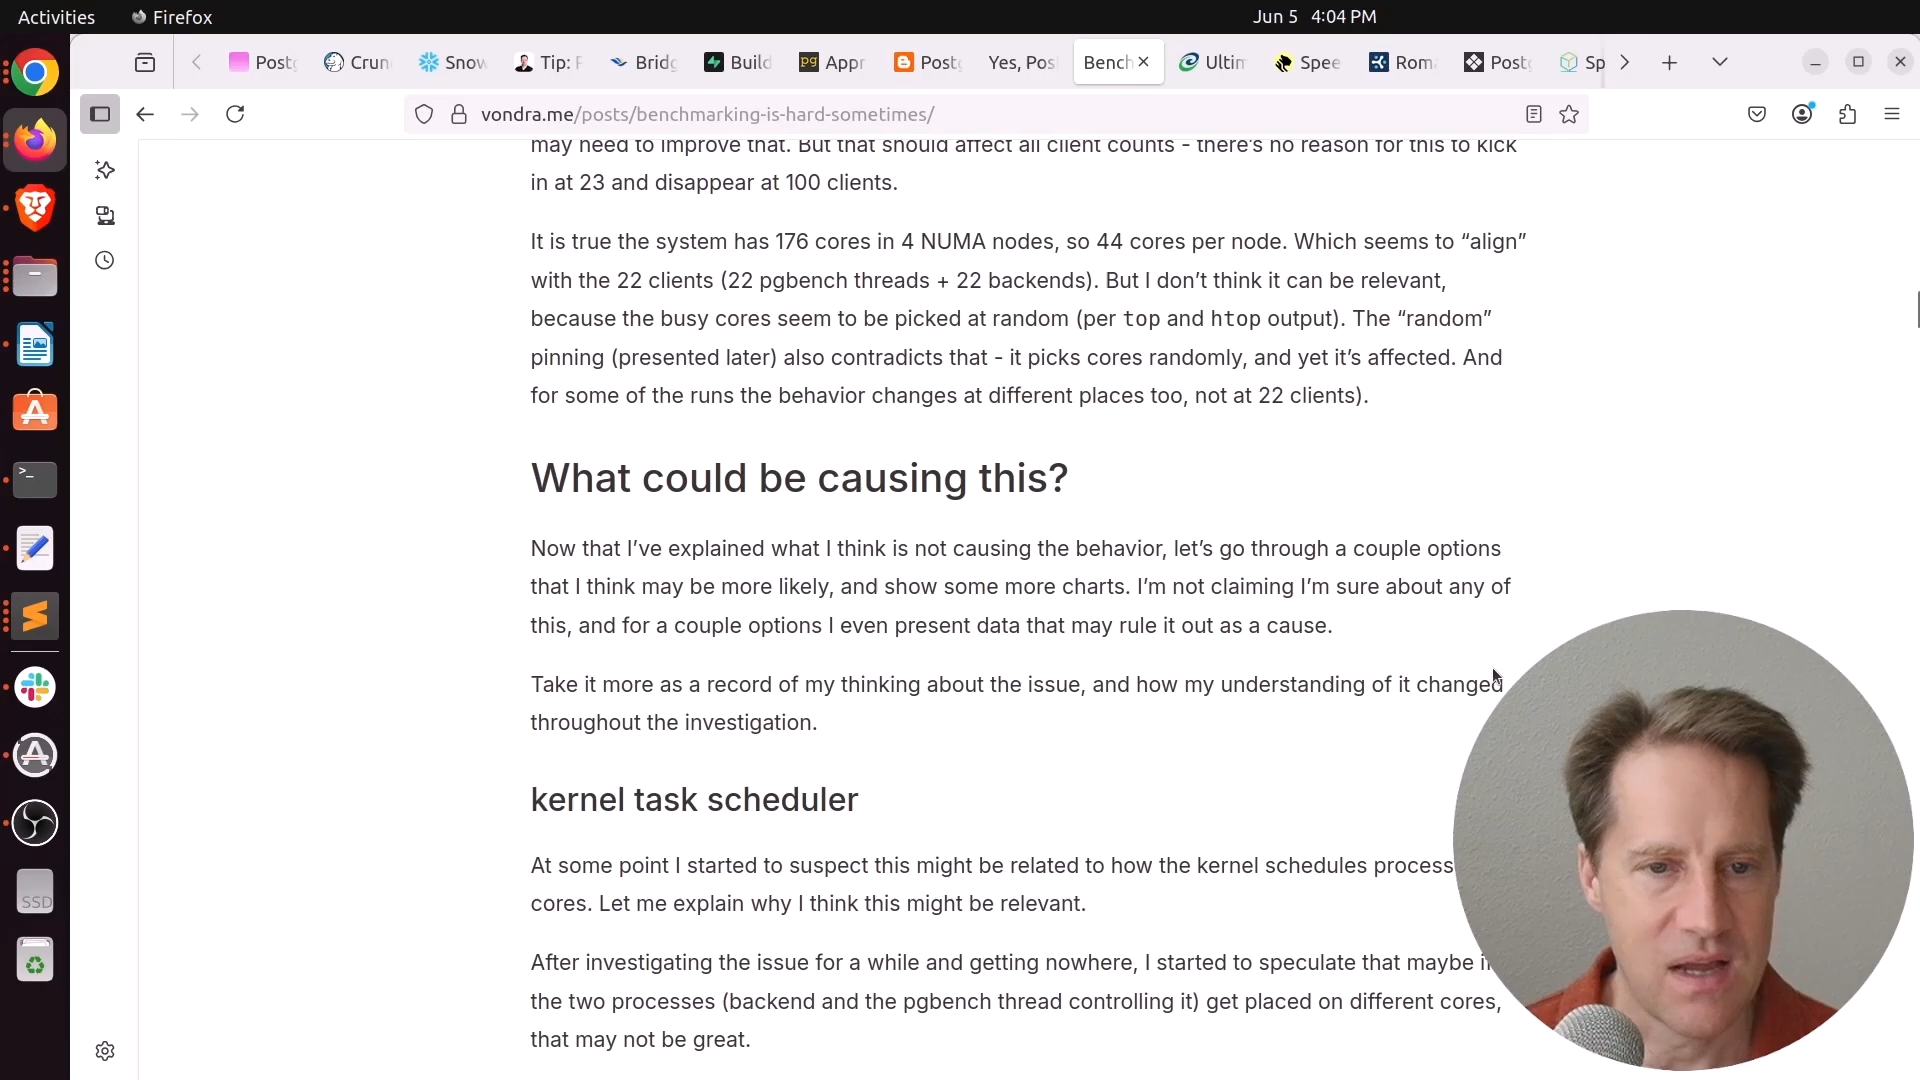 Activities
Firefox
Jun 5 4:04 PM
Postg
Crun
Snow
Tip: F
Bridg
Build
Appr
Postg
Yes, Pos
Bench
Ultim
Spee
Roma
Postg
Sp
vondra.me/posts/benchmarking-is-hard-sometimes/
may need to improve that. But that should affect all client counts - there's no reason for this to kick
in at 23 and disappear at 100 clients.
It is true the system has 176 cores in 4 NUMA nodes, so 44 cores per node. Which seems to “align”
with the 22 clients (22 pgbench threads + 22 backends). But I don’t think it can be relevant,
because the busy cores seem to be picked at random (per top and htop output). The “random”
pinning (presented later) also contradicts that - it picks cores randomly, and yet it’s affected. And
for some of the runs the behavior changes at different places too, not at 22 clients).
What could be causing this?
Now that I’ve explained what I think is not causing the behavior, let’s go through a couple options
that I think may be more likely, and show some more charts. I’m not claiming I’m sure about any of
this, and for a couple options I even present data that may rule it out as a cause.
Take it more as a record of my thinking about the issue, and how my understanding of it changed
throughout the investigation.
kernel task scheduler
At some point I started to suspect this might be related to how the kernel schedules process
cores. Let me explain why I think this might be relevant.
After investigating the issue for a while and getting nowhere, I started to speculate that maybe i
the two processes (backend and the pgbench thread controlling it) get placed on different cores,
that may not be great.
SSD